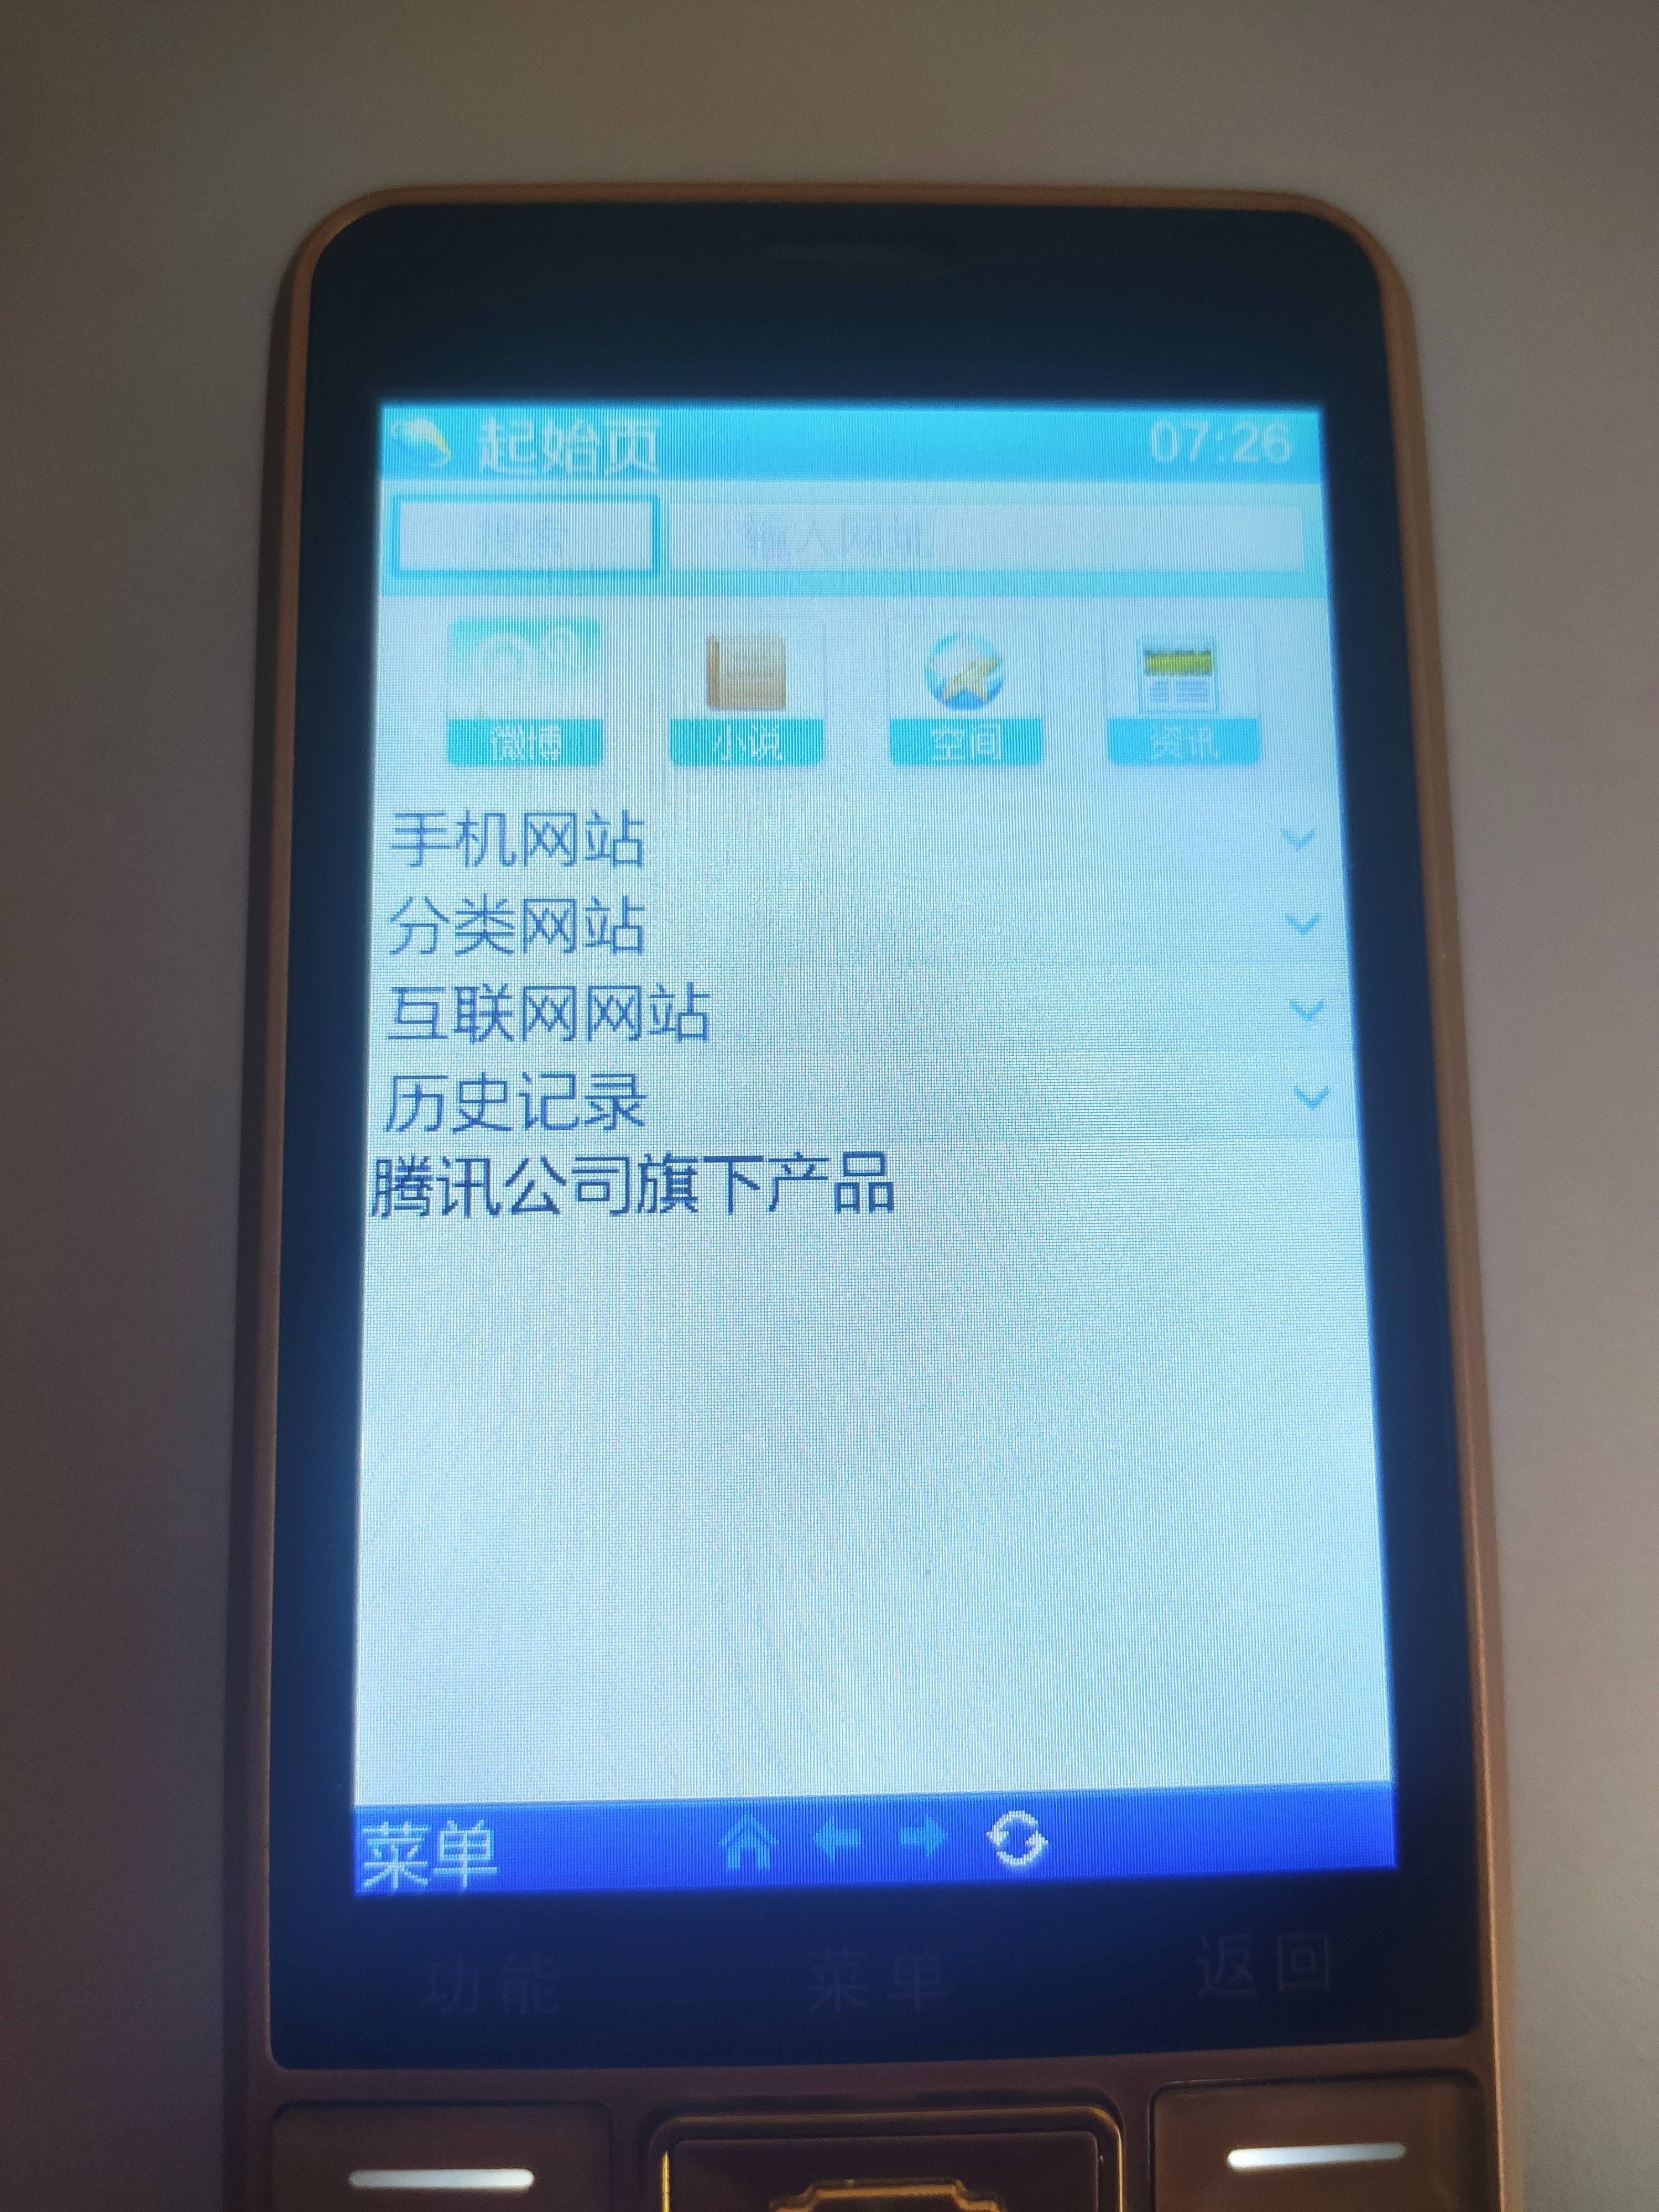 起始页 07:26
搜索 输入网址
微博 小说 空间 资讯
手机网站
分类网站
互联网网站
历史记录
腾讯公司旗下产品
菜单
功能 菜单 返回